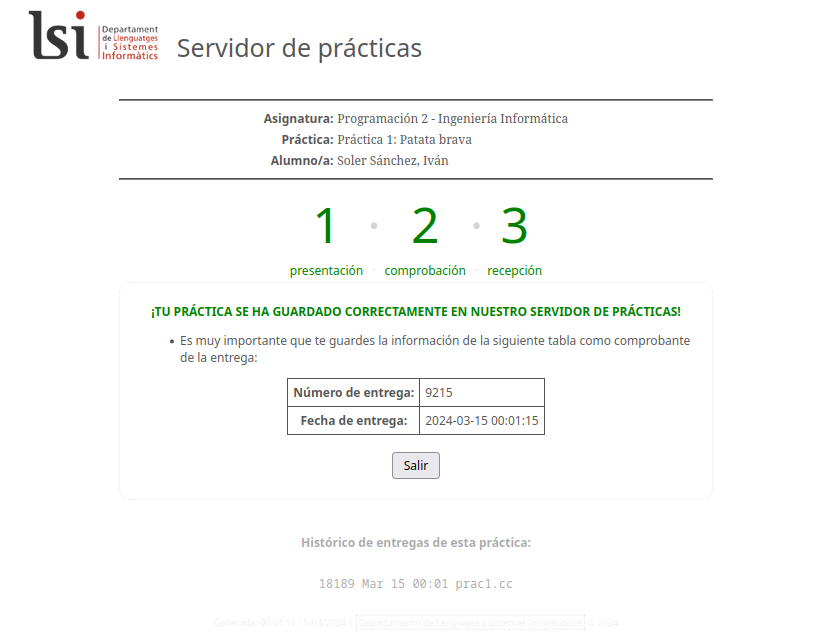 lsi
Departament
de Llenguatges
i Sistemes
Informàtics
Servidor de prácticas
Asignatura: Programación 2 - Ingeniería Informática
Práctica: Práctica 1: Patata brava
Alumno/a: Soler Sánchez, Iván
1 · 2 · 3
presentación · comprobación · recepción
¡TU PRÁCTICA SE HA GUARDADO CORRECTAMENTE EN NUESTRO SERVIDOR DE PRÁCTICAS!
• Es muy importante que te guardes la información de la siguiente tabla como comprobante
de la entrega:
Número de entrega: 9215
Fecha de entrega: 2024-03-15 00:01:15
Salir
Histórico de entregas de esta práctica:
18189 Mar 15 00:01 prac1.cc
Generada: 00:01:15 15/03/2024 | Departamento de Lenguajes y Sistemas Informáticos © 2024